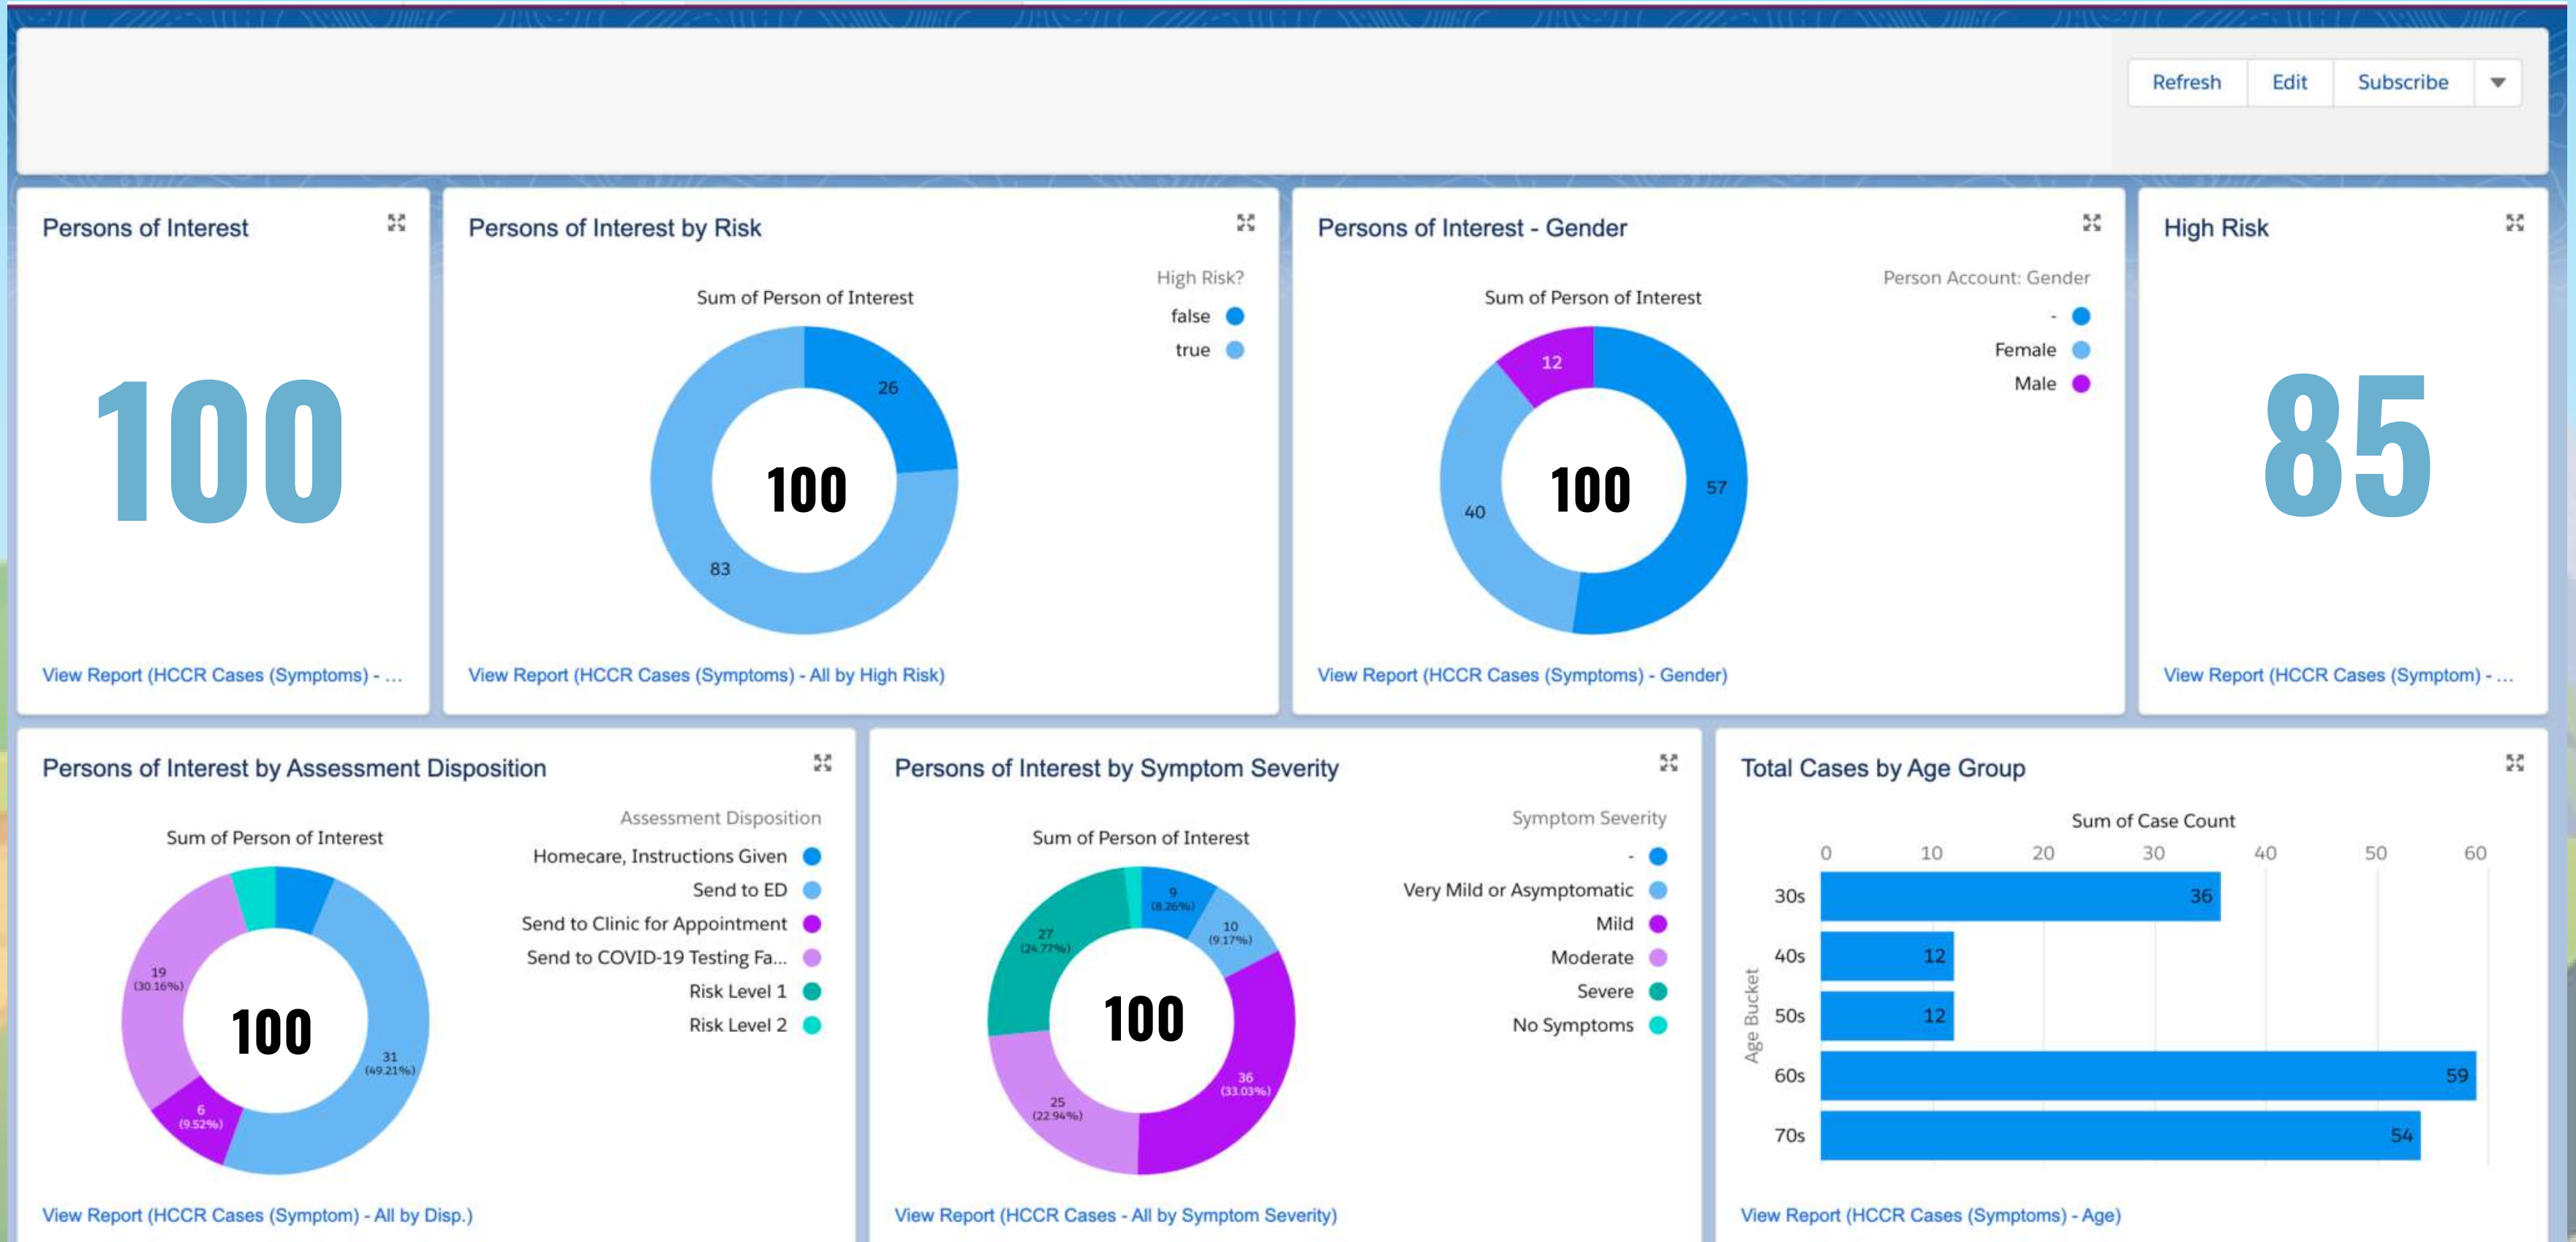 Refresh Edit Subscribe
Persons of Interest
100
View Report (HCCR Cases (Symptoms) - ...
Persons of Interest by Risk
Sum of Person of Interest
High Risk?
false
true
26
100
83
View Report (HCCR Cases (Symptoms) - All by High Risk)
Persons of Interest - Gender
Sum of Person of Interest
Person Account: Gender
-
Female
Male
12
100
57
40
View Report (HCCR Cases (Symptoms) - Gender)
High Risk
85
View Report (HCCR Cases (Symptom) - ...
Persons of Interest by Assessment Disposition
Sum of Person of Interest
Assessment Disposition
Homecare, Instructions Given
Send to ED
Send to Clinic for Appointment
Send to COVID-19 Testing Fa...
Risk Level 1
Risk Level 2
19
(30.16%)
100
31
(49.21%)
6
(9.52%)
View Report (HCCR Cases (Symptom) - All by Disp.)
Persons of Interest by Symptom Severity
Sum of Person of Interest
Symptom Severity
-
Very Mild or Asymptomatic
Mild
Moderate
Severe
No Symptoms
9
(8.26%)
10
(9.17%)
27
(24.77%)
100
36
(33.03%)
25
(22.94%)
View Report (HCCR Cases - All by Symptom Severity)
Total Cases by Age Group
Sum of Case Count
0 10 20 30 40 50 60
Age Bucket
30s 36
40s 12
50s 12
60s 59
70s 54
View Report (HCCR Cases (Symptoms) - Age)